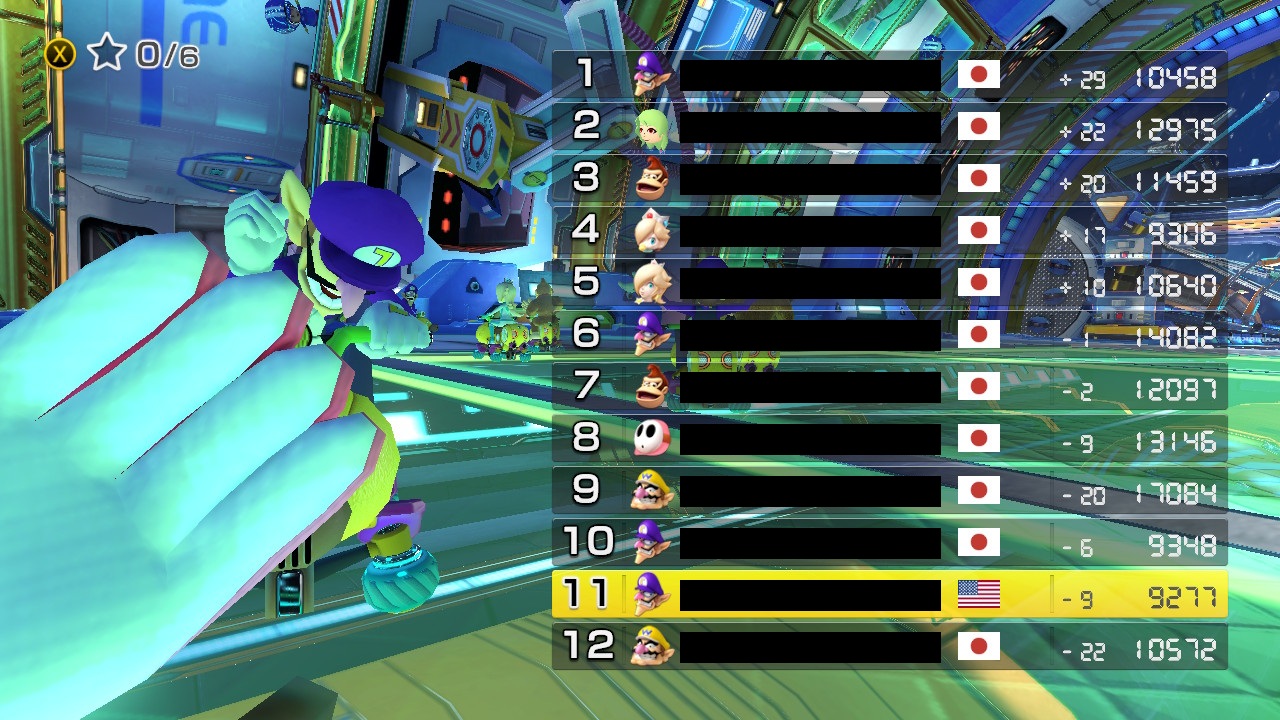 X 0/6
1 + 29 10458
2 + 22 12975
3 + 20 11459
4 + 17 9306
5 + 10 10640
6 - 1 14082
7 - 2 12097
8 - 9 13146
9 - 20 17084
10 - 6 9348
11 - 9 9277
12 - 22 10572